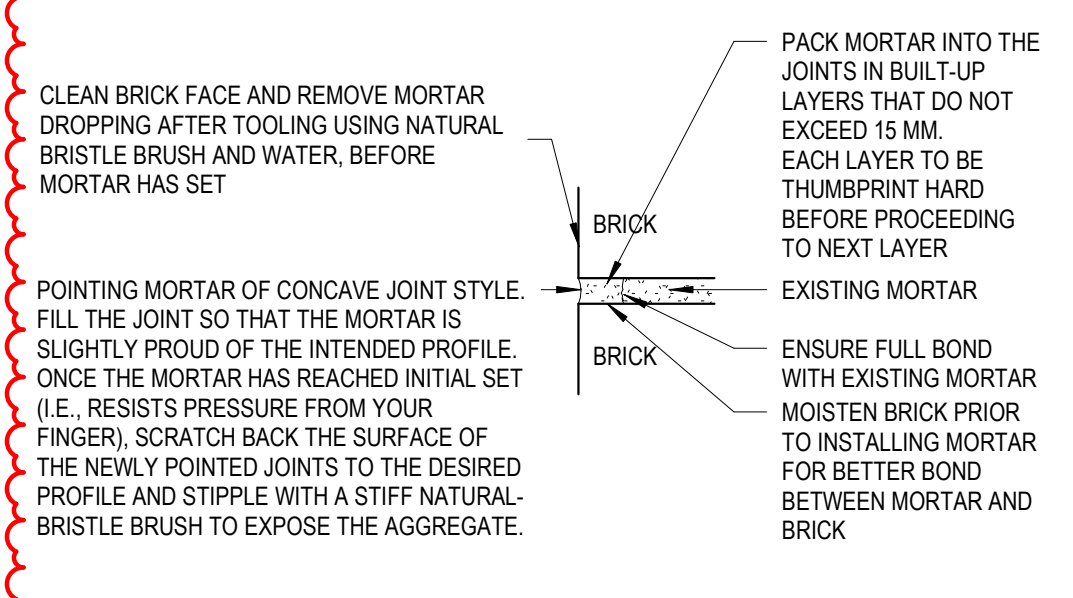 CLEAN BRICK FACE AND REMOVE MORTAR
DROPPING AFTER TOOLING USING NATURAL
BRISTLE BRUSH AND WATER, BEFORE
MORTAR HAS SET
POINTING MORTAR OF CONCAVE JOINT STYLE.
FILL THE JOINT SO THAT THE MORTAR IS
SLIGHTLY PROUD OF THE INTENDED PROFILE.
ONCE THE MORTAR HAS REACHED INITIAL SET
(I.E., RESISTS PRESSURE FROM YOUR
FINGER), SCRATCH BACK THE SURFACE OF
THE NEWLY POINTED JOINTS TO THE DESIRED
PROFILE AND STIPPLE WITH A STIFF NATURAL-
BRISTLE BRUSH TO EXPOSE THE AGGREGATE.
BRICK
BRICK
PACK MORTAR INTO THE
JOINTS IN BUILT-UP
LAYERS THAT DO NOT
EXCEED 15 MM.
EACH LAYER TO BE
THUMBPRINT HARD
BEFORE PROCEEDING
TO NEXT LAYER
EXISTING MORTAR
ENSURE FULL BOND
WITH EXISTING MORTAR
MOISTEN BRICK PRIOR
TO INSTALLING MORTAR
FOR BETTER BOND
BETWEEN MORTAR AND
BRICK